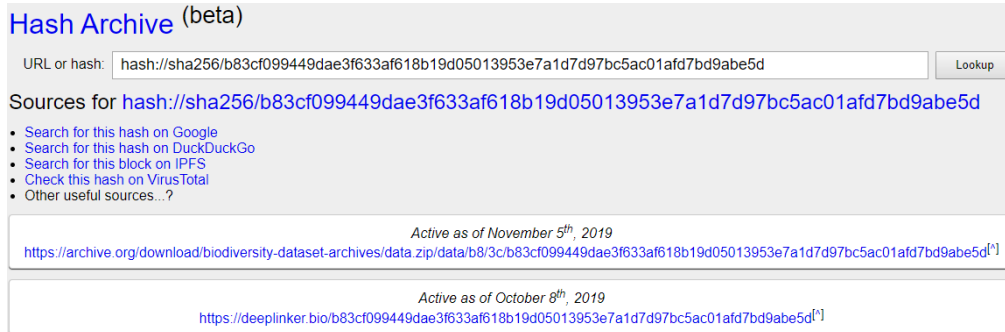 Hash Archive (beta)
URL or hash: hash://sha256/b83cf099449dae3f633af618b19d05013953e7a1d7d97bc5ac01afd7bd9abe5d Lookup
Sources for hash://sha256/b83cf099449dae3f633af618b19d05013953e7a1d7d97bc5ac01afd7bd9abe5d
• Search for this hash on Google
• Search for this hash on DuckDuckGo
• Search for this block on IPFS
• Check this hash on VirusTotal
• Other useful sources...?
Active as of November 5th, 2019
https://archive.org/download/biodiversity-dataset-archives/data.zip/data/b8/3c/b83cf099449dae3f633af618b19d05013953e7a1d7d97bc5ac01afd7bd9abe5d[^]
Active as of October 8th, 2019
https://deeplinker.bio/b83cf099449dae3f633af618b19d05013953e7a1d7d97bc5ac01afd7bd9abe5d[^]